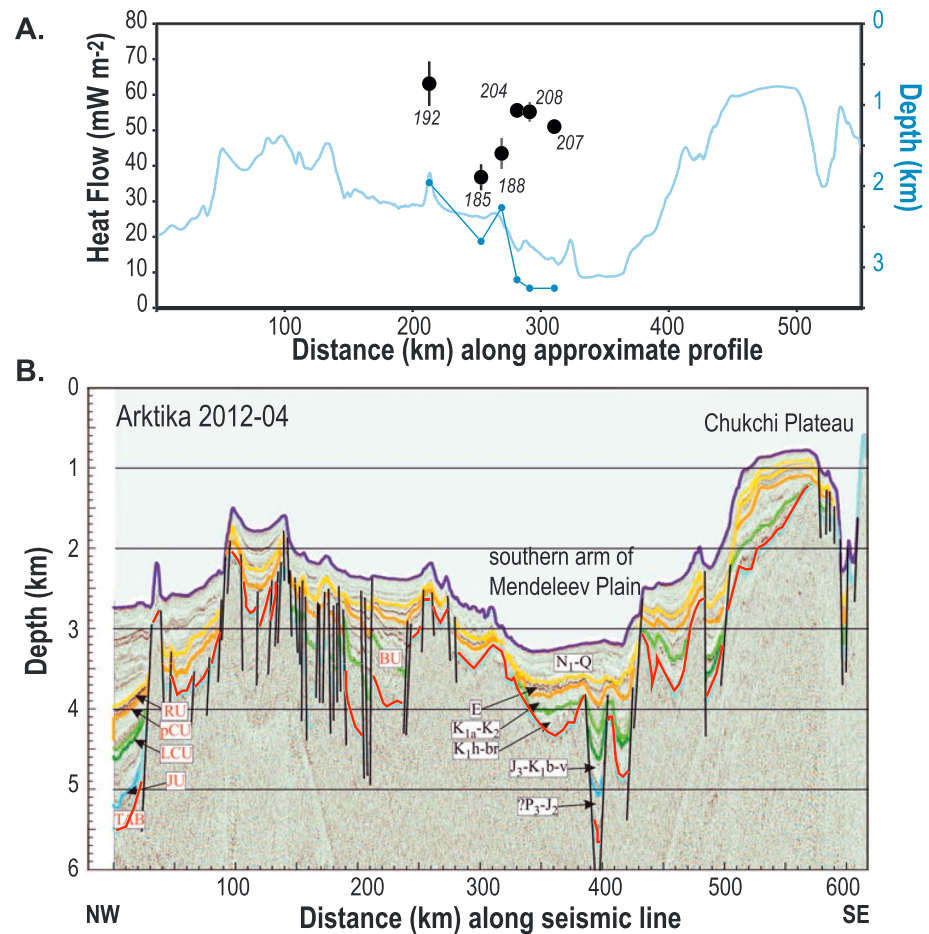 A.
80
70
60
50
40
30
20
10
0
Heat Flow (mW m-2)
192
204
208
207
188
185
0
1
2
3
Depth (km)
100
200
300
400
500
Distance (km) along approximate profile
B.
0
1
2
3
4
5
6
Depth (km)
Arktika 2012-04
Chukchi Plateau
southern arm of
Mendeleev Plain
BU
N1-Q
RU
pCU
LCU
JU
TAB
E
K1a-K2
K1h-br
J3-K1b-v
?P3-J2
100
200
300
400
500
600
NW
Distance (km) along seismic line
SE